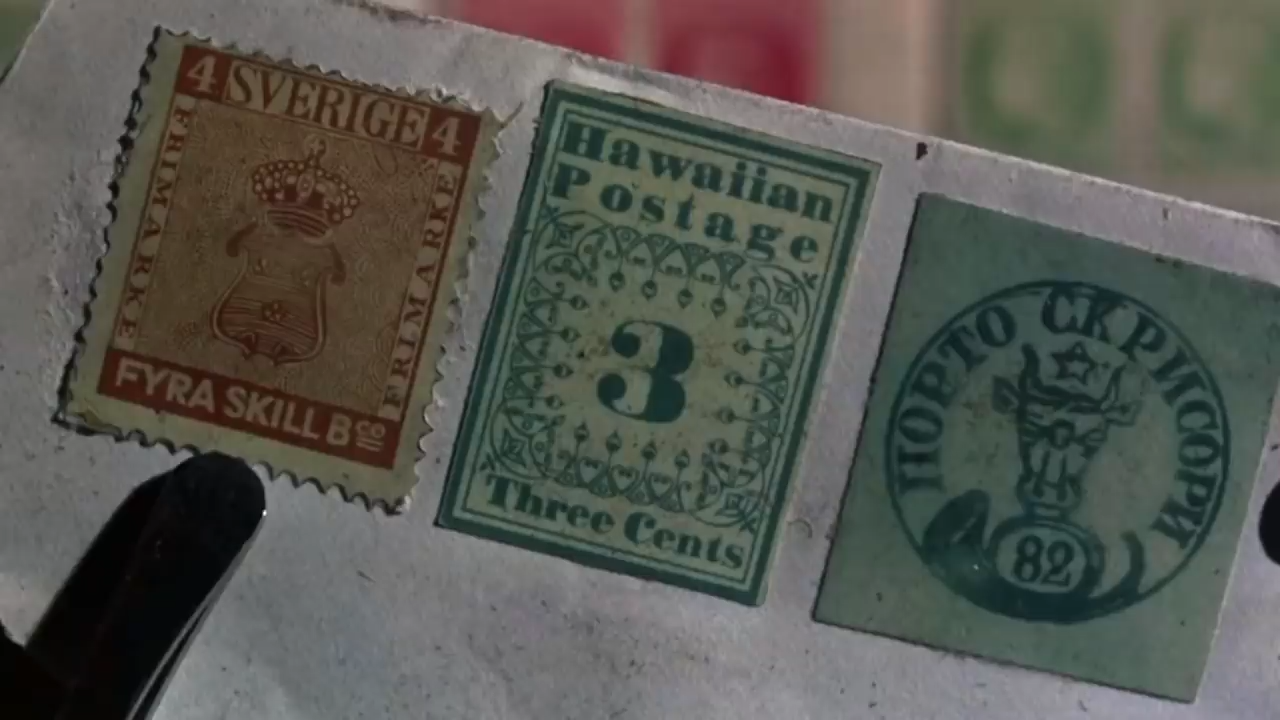 4 SVERIGE 4
FRIMARKE
FRIMARKE
FYRA SKILL Bco
Hawaiian
Postage
3
Three Cents
ПОРТО СКРИСОРИ
82